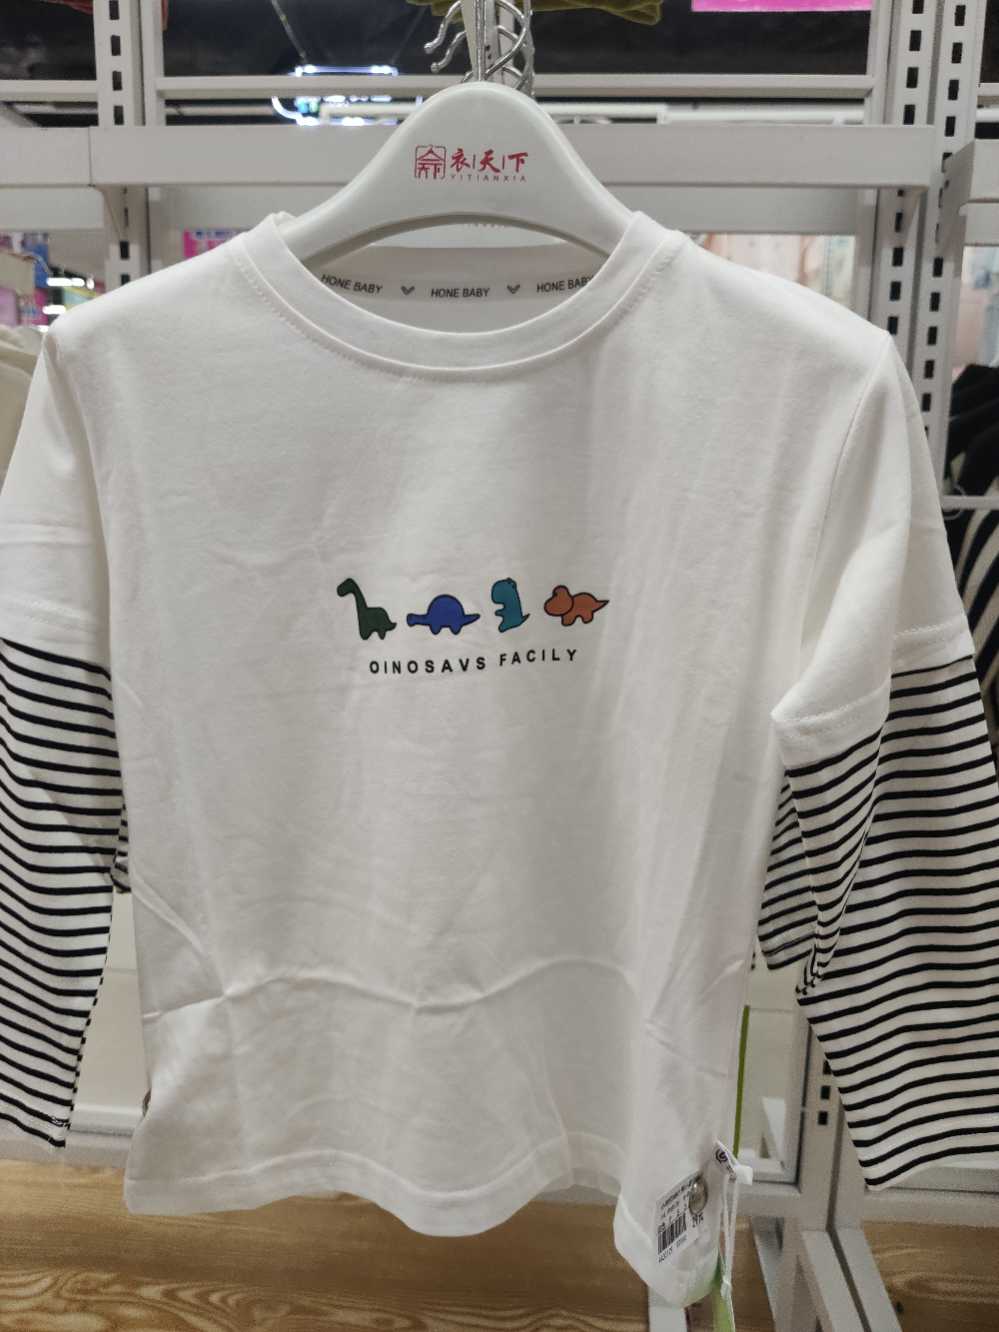 衣天下
YITIANXIA
HONE BABY HONE BABY HONE BABY
OINOSAVS FACILY